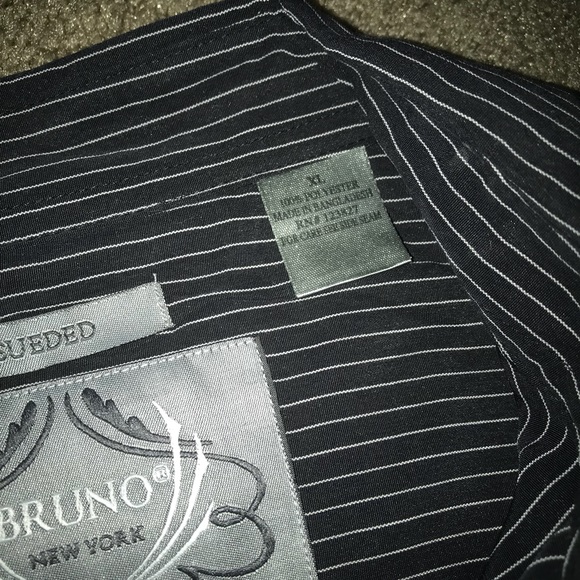 XL
100% POLYESTER
MADE IN BANGLADESH
RN# 123827
FOR CARE SEE SIDE SEAM
SUEDED
BRUNO®
NEW YORK